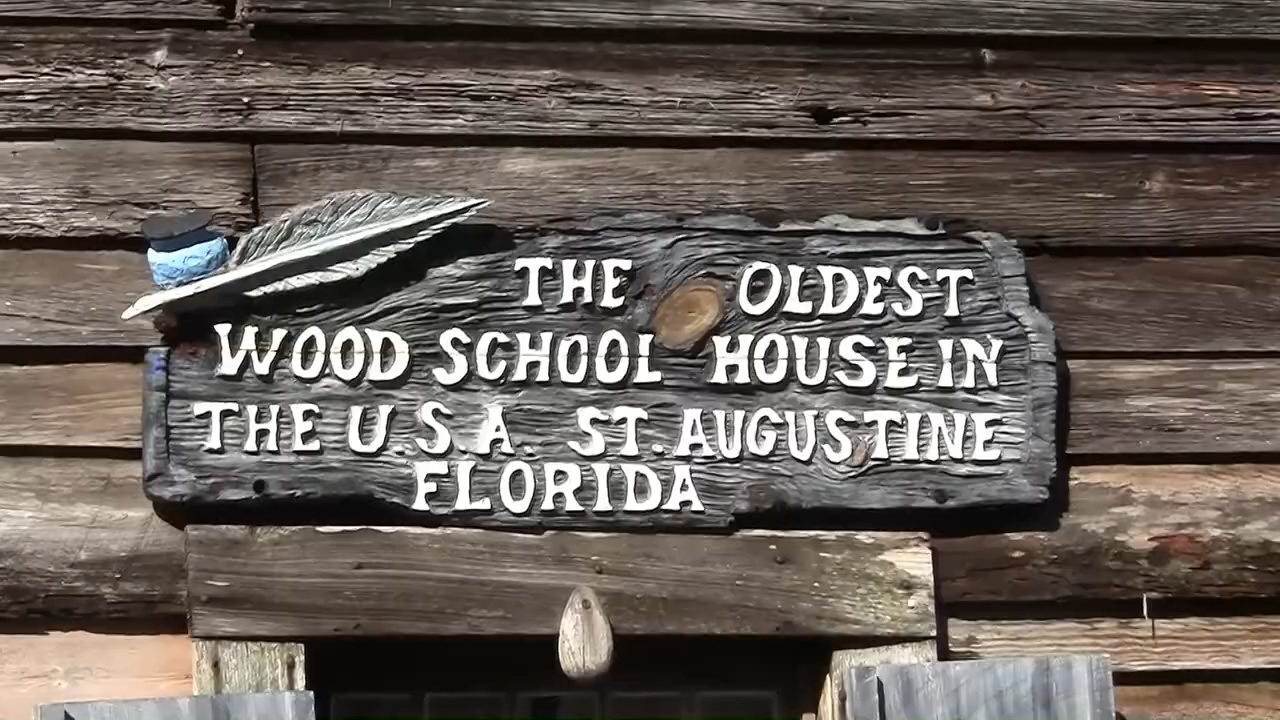 THE OLDEST
WOOD SCHOOL HOUSE IN
THE U.S.A. ST. AUGUSTINE
FLORIDA